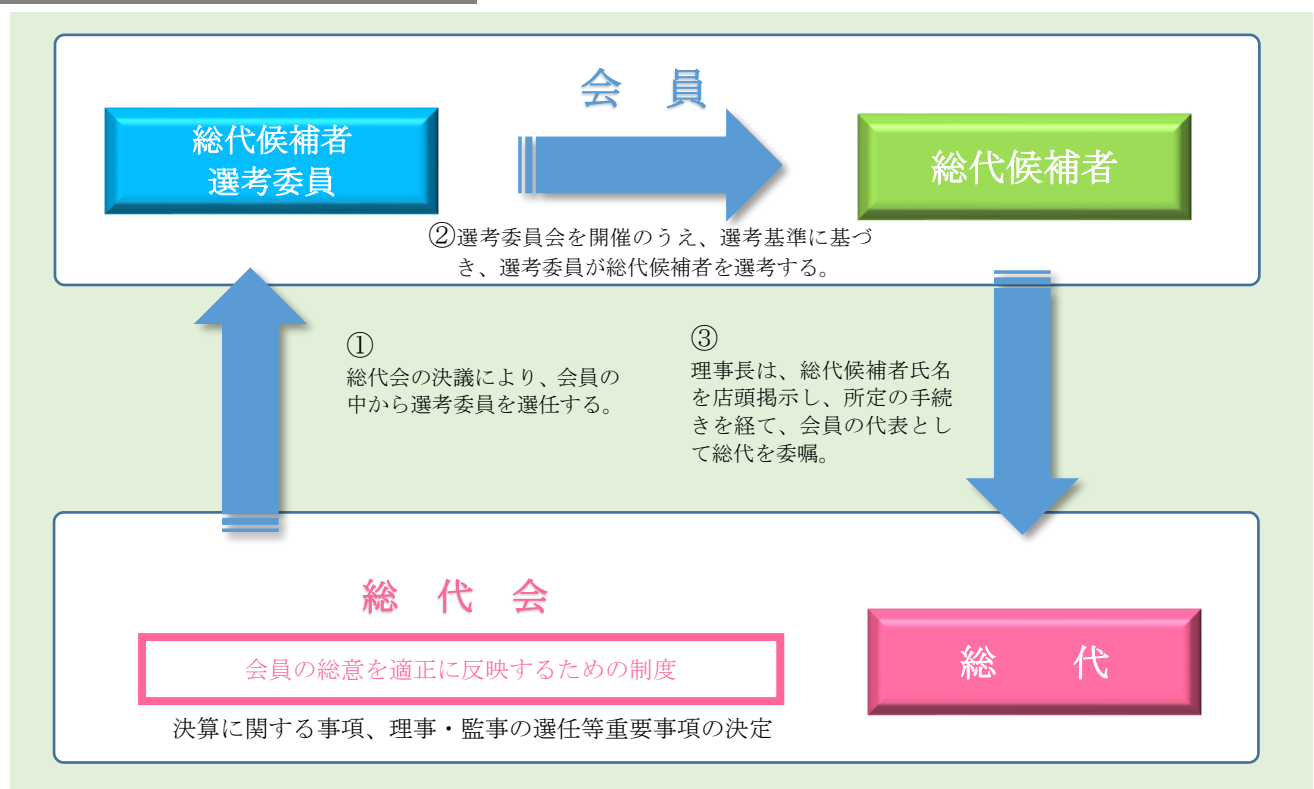 会　員
総代候補者
選考委員
総代候補者
②選考委員会を開催のうえ、選考基準に基づ
き、選考委員が総代候補者を選考する。
①
総代会の決議により、会員の
中から選考委員を選任する。
③
理事長は、総代候補者氏名
を店頭掲示し、所定の手続
きを経て、会員の代表とし
て総代を委嘱。
総　代　会
会員の総意を適正に反映するための制度
決算に関する事項、理事・監事の選任等重要事項の決定
総　　代